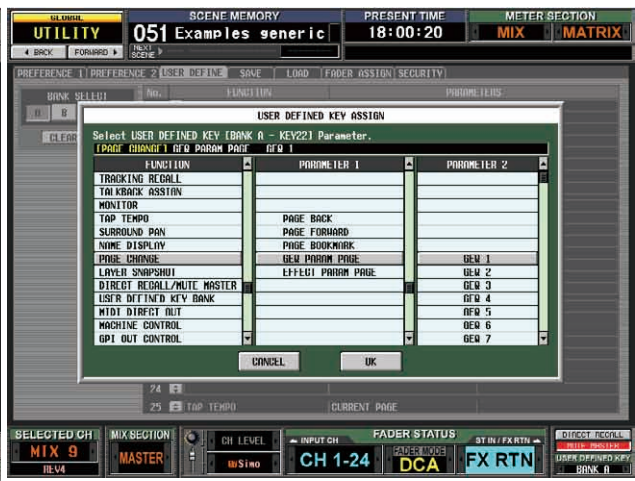 GLOBAL
UTILITY
BACK
FORWARD
SCENE MEMORY
051 Examples generic
NEXT SCENE
PRESENT TIME
18:00:20
METER SECTION
MIX
MATRIX
PREFERENCE 1 PREFERENCE 2 USER DEFINE SAVE LOAD FADER ASSIGN SECURITY
BANK SELECT
No. FUNCTION PARAMETERS
A B
CLEAR
USER DEFINED KEY ASSIGN
Select USER DEFINED KEY [BANK A - KEY22] Parameter.
[PAGE CHANGE] GEQ PARAM PAGE GEQ 1
FUNCTION PARAMETER 1 PARAMETER 2
TRACKING RECALL
TALKBACK ASSIGN
MONITOR
TAP TEMPO PAGE BACK
SURROUND PAN PAGE FORWARD
NAME DISPLAY PAGE BOOKMARK
PAGE CHANGE GEQ PARAM PAGE GEQ 1
LAYER SNAPSHOT EFFECT PARAM PAGE GEQ 2
DIRECT RECALL/MUTE MASTER GEQ 3
USER DEFINED KEY BANK GEQ 4
MIDI DIRECT OUT GEQ 5
MACHINE CONTROL GEQ 6
GPI OUT CONTROL GEQ 7
CANCEL OK
24
25 TAP TEMPO CURRENT PAGE
SELECTED CH
MIX 9
REV4
MIX SECTION
MASTER
CH LEVEL
FADER STATUS
INPUT CH
CH 1-24
FADER MODE
DCA
ST IN / FX RTN
FX RTN
DIRECT RECALL
MUTE MASTER
USER DEFINED KEY
BANK A